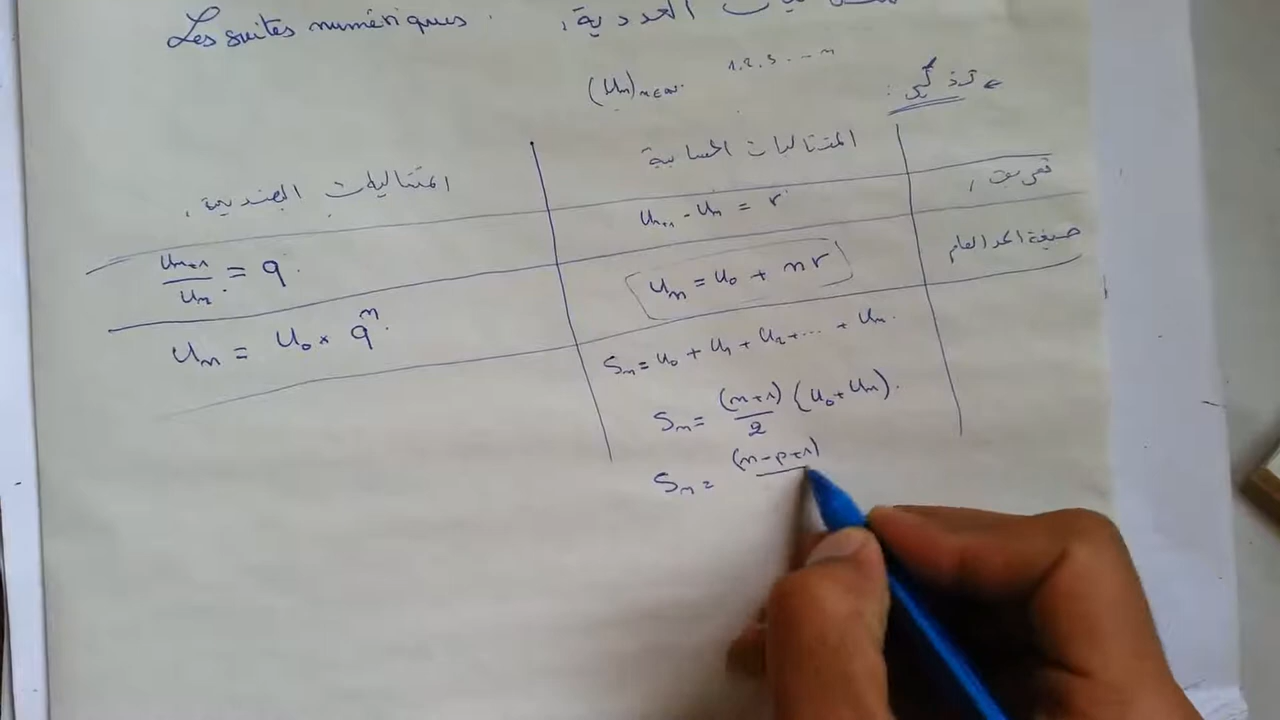 Les suites numériques . المتتاليات العددية ,
(Un)n∈IN 1,2,3...n
تذكير :
المتتاليات الحسابية
المتتاليات الهندسية ,
تعريف ,
Un+1 - Un = r
Un+1/Un = q
صيغة الحد العام
Un = U0 + nr
Un = U0 × q^n
Sn = U0 + U1 + U2 + ... + Un
Sn = (n+1)/2 (U0 + Un).
Sn = (n-p+1)